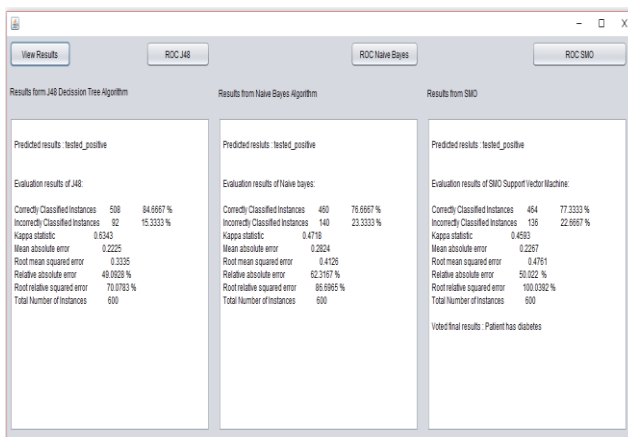 View Results
ROC J48
ROC Naive Bayes
ROC SMO
Results form J48 Decission Tree Algorithm
Results from Naive Bayes Algorithm
Results from SMO
Predicted results : tested_positive
Evaluation results of J48:
Correctly Classified Instances 508 84.6667 %
Incorrectly Classified Instances 92 15.3333 %
Kappa statistic 0.6343
Mean absolute error 0.2225
Root mean squared error 0.3335
Relative absolute error 49.0928 %
Root relative squared error 70.0783 %
Total Number of Instances 600
Predicted resluts : tested_positive
Evaluation results of Naive bayes:
Correctly Classified Instances 460 76.6667 %
Incorrectly Classified Instances 140 23.3333 %
Kappa statistic 0.4718
Mean absolute error 0.2824
Root mean squared error 0.4126
Relative absolute error 62.3167 %
Root relative squared error 86.6965 %
Total Number of Instances 600
Predicted resluts : tested_positive
Evaluation results of SMO Support Vector Machine:
Correctly Classified Instances 464 77.3333 %
Incorrectly Classified Instances 136 22.6667 %
Kappa statistic 0.4593
Mean absolute error 0.2267
Root mean squared error 0.4761
Relative absolute error 50.022 %
Root relative squared error 100.0392 %
Total Number of Instances 600
Voted final results : Patient has diabetes